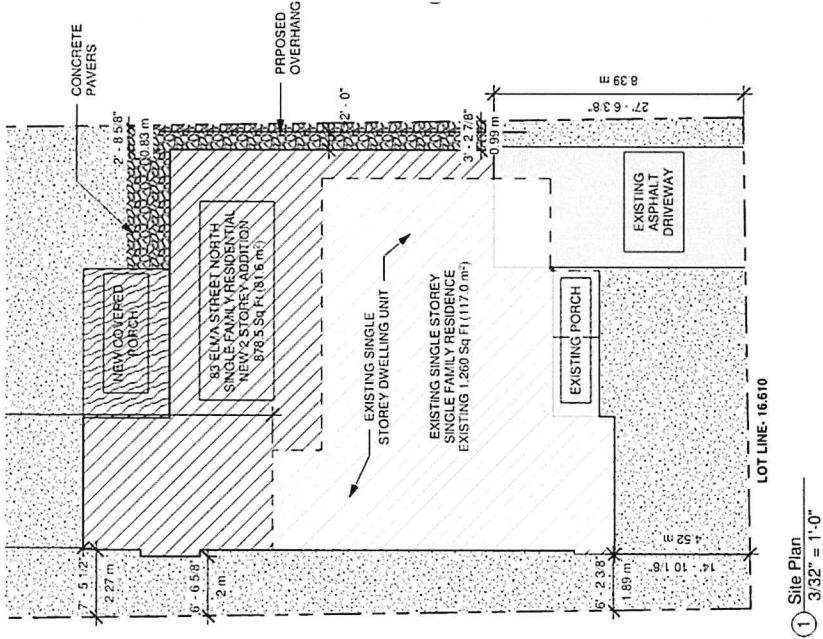 CONCRETE
PAVERS
PRPOSED
OVERHANG
2' - 8 5/8"
0.83 m
2' - 0"
NEW COVERED
PORCH
83 ELMA STREET NORTH
SINGLE FAMILY RESIDENTIAL
NEW 2 STOREY ADDITION
878.5 Sq Ft (81.6 m²)
3' - 2 7/8"
0.99 m
8.39 m
27' - 6 3/8"
EXISTING SINGLE
STOREY DWELLING UNIT
EXISTING SINGLE STOREY
SINGLE FAMILY RESIDENCE
EXISTING 1,260 Sq Ft (117.0 m²)
EXISTING
ASPHALT
DRIVEWAY
EXISTING PORCH
7' - 5 1/2"
2.27 m
6' - 6 5/8"
2 m
6' - 2 3/8"
1.89 m
4.52 m
14' - 10 1/8"
LOT LINE- 16.610
1 Site Plan
3/32" = 1'-0"